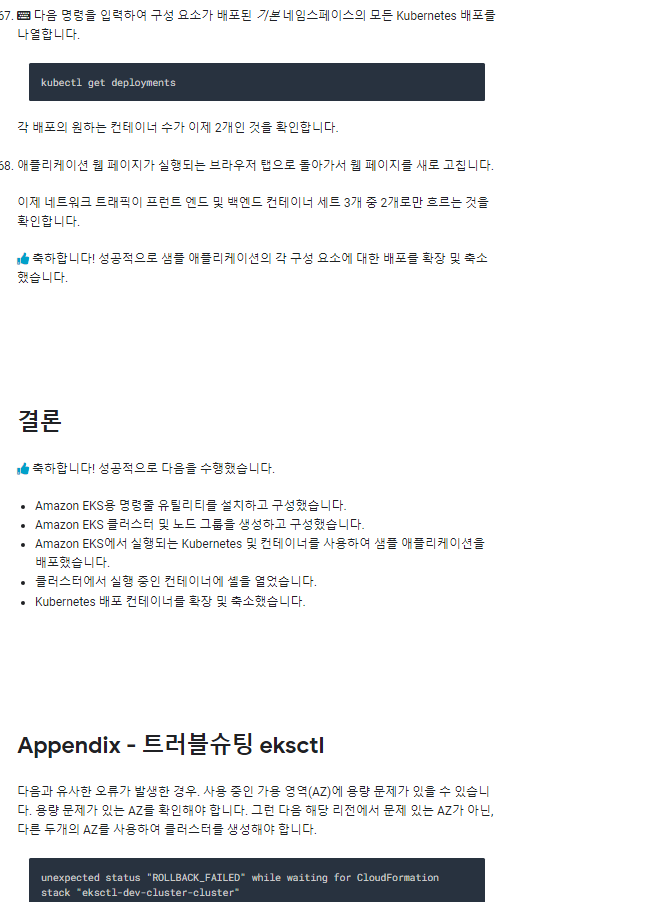 67. 다음 명령을 입력하여 구성 요소가 배포된 기본 네임스페이스의 모든 Kubernetes 배포를
나열합니다.
kubectl get deployments
각 배포의 원하는 컨테이너 수가 이제 2개인 것을 확인합니다.
68. 애플리케이션 웹 페이지가 실행되는 브라우저 탭으로 돌아가서 웹 페이지를 새로 고칩니다.
이제 네트워크 트래픽이 프런트 엔드 및 백엔드 컨테이너 세트 3개 중 2개로만 흐르는 것을
확인합니다.
축하합니다! 성공적으로 샘플 애플리케이션의 각 구성 요소에 대한 배포를 확장 및 축소
했습니다.
결론
축하합니다! 성공적으로 다음을 수행했습니다.
• Amazon EKS용 명령줄 유틸리티를 설치하고 구성했습니다.
• Amazon EKS 클러스터 및 노드 그룹을 생성하고 구성했습니다.
• Amazon EKS에서 실행되는 Kubernetes 및 컨테이너를 사용하여 샘플 애플리케이션을
배포했습니다.
• 클러스터에서 실행 중인 컨테이너에 셸을 열었습니다.
• Kubernetes 배포 컨테이너를 확장 및 축소했습니다.
Appendix - 트러블슈팅 eksctl
다음과 유사한 오류가 발생한 경우. 사용 중인 가용 영역(AZ)에 용량 문제가 있을 수 있습니
다. 용량 문제가 있는 AZ를 확인해야 합니다. 그런 다음 해당 리전에서 문제 있는 AZ가 아닌,
다른 두개의 AZ를 사용하여 클러스터를 생성해야 합니다.
unexpected status "ROLLBACK_FAILED" while waiting for CloudFormation
stack "eksctl-dev-cluster-cluster"